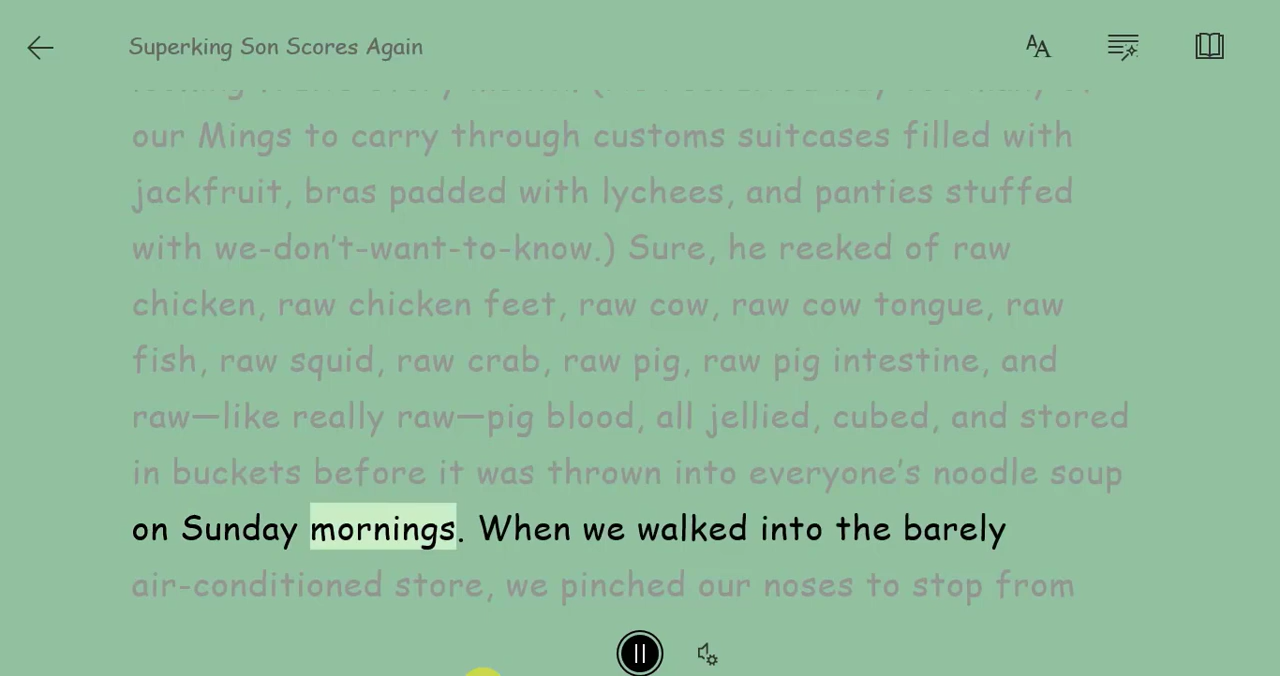 Superking Son Scores Again
our Mings to carry through customs suitcases filled with
jackfruit, bras padded with lychees, and panties stuffed
with we-don't-want-to-know.) Sure, he reeked of raw
chicken, raw chicken feet, raw cow, raw cow tongue, raw
fish, raw squid, raw crab, raw pig, raw pig intestine, and
raw—like really raw—pig blood, all jellied, cubed, and stored
in buckets before it was thrown into everyone's noodle soup
on Sunday mornings. When we walked into the barely
air-conditioned store, we pinched our noses to stop from